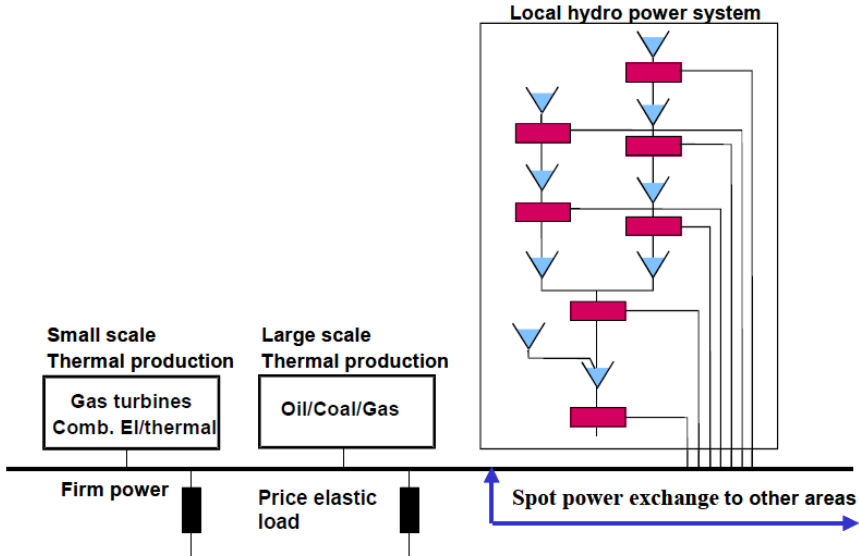 Local hydro power system
Small scale
Thermal production
Large scale
Thermal production
Gas turbines
Comb. El/thermal
Oil/Coal/Gas
Firm power
Price elastic
load
Spot power exchange to other areas